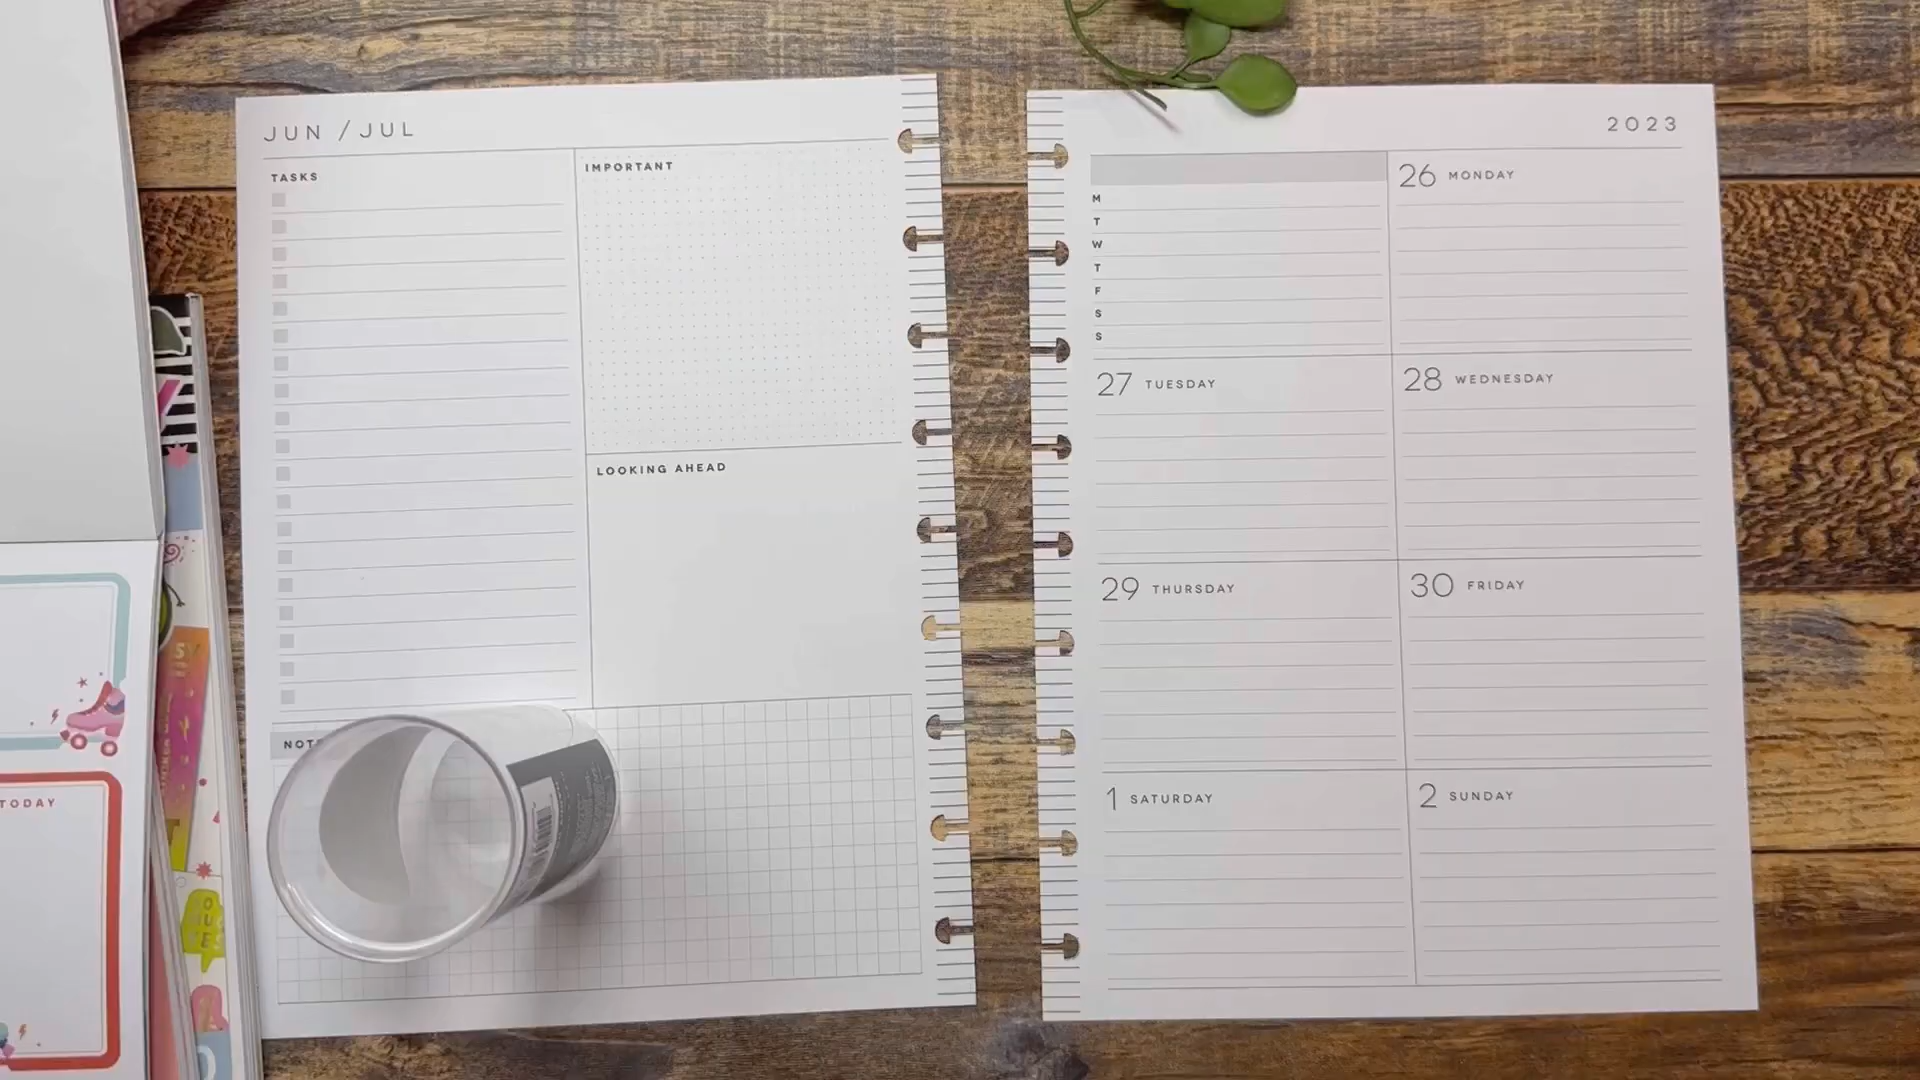 JUN / JUL
TASKS
IMPORTANT
LOOKING AHEAD
TODAY
2023
M
T
W
T
F
S
S
26 MONDAY
27 TUESDAY
28 WEDNESDAY
29 THURSDAY
30 FRIDAY
1 SATURDAY
2 SUNDAY